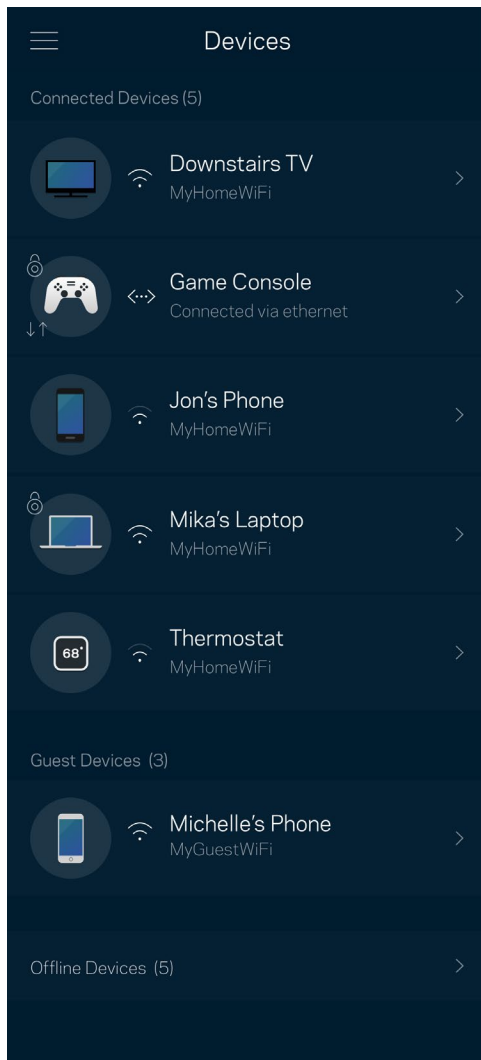 Devices
Connected Devices (5)
Downstairs TV
MyHomeWiFi
Game Console
Connected via ethernet
Jon's Phone
MyHomeWiFi
Mika's Laptop
MyHomeWiFi
68°
Thermostat
MyHomeWiFi
Guest Devices (3)
Michelle's Phone
MyGuestWiFi
Offline Devices (5)